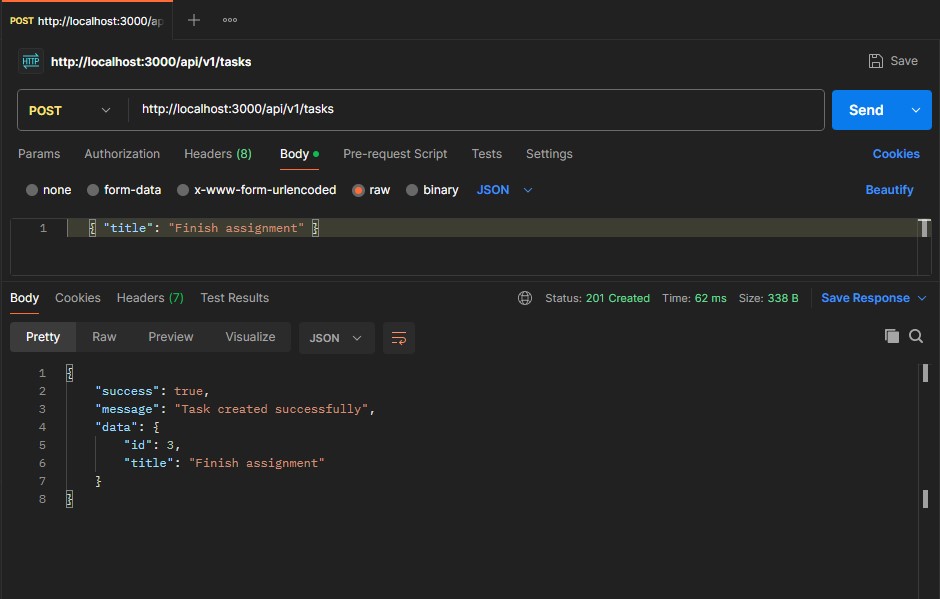 POST http://localhost:3000/ap
HTTP http://localhost:3000/api/v1/tasks Save
POST http://localhost:3000/api/v1/tasks Send
Params Authorization Headers (8) Body Pre-request Script Tests Settings Cookies
none form-data x-www-form-urlencoded raw binary JSON Beautify
1 { "title": "Finish assignment" }
Body Cookies Headers (7) Test Results Status: 201 Created Time: 62 ms Size: 338 B Save Response
Pretty Raw Preview Visualize JSON
1 {
2 "success": true,
3 "message": "Task created successfully",
4 "data": {
5 "id": 3,
6 "title": "Finish assignment"
7 }
8 }